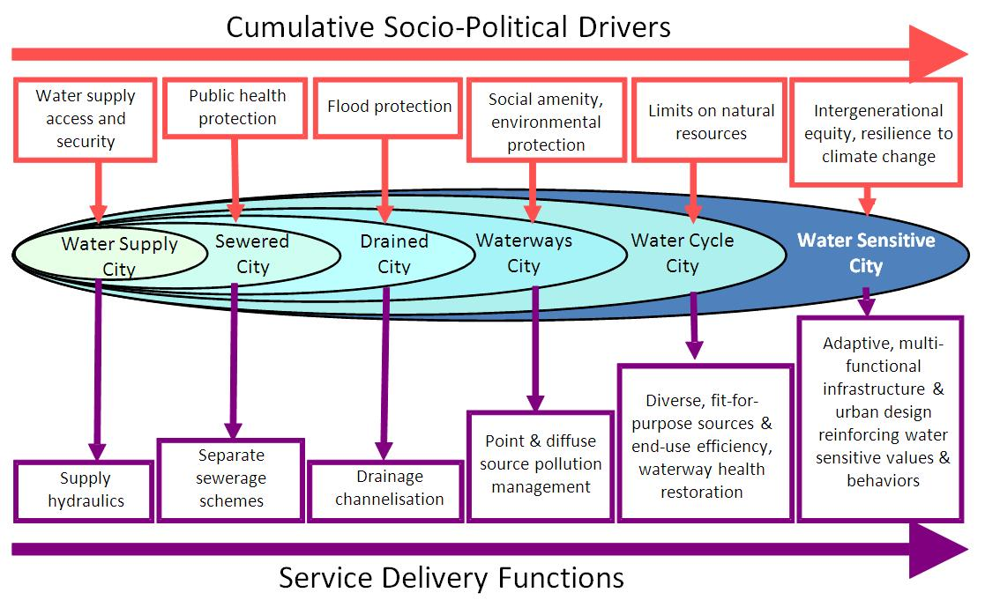 Cumulative Socio-Political Drivers
Water supply
access and
security
Public health
protection
Flood protection
Social amenity,
environmental
protection
Limits on natural
resources
Intergenerational
equity, resilience to
climate change
Water Supply
City
Sewered
City
Drained
City
Waterways
City
Water Cycle
City
Water Sensitive
City
Supply
hydraulics
Separate
sewerage
schemes
Drainage
channelisation
Point & diffuse
source pollution
management
Diverse, fit-for-
purpose sources &
end-use efficiency,
waterway health
restoration
Adaptive, multi-
functional
infrastructure &
urban design
reinforcing water
sensitive values &
behaviors
Service Delivery Functions